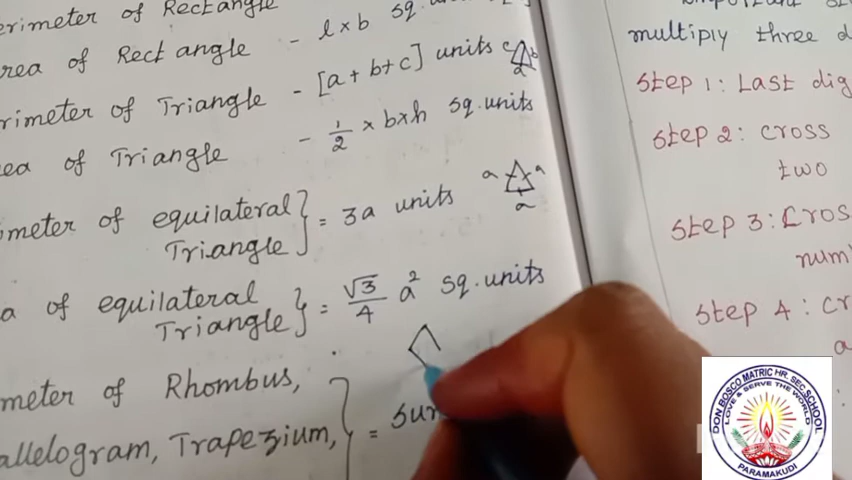 erimeter of Rectangle
rea of Rectangle - l x b sq.
rimeter of Triangle - [a + b + c] units c b a
ea of Triangle - 1/2 x b x h sq. units
imeter of equilateral Triangle } = 3a units a a a
a of equilateral Triangle } = √3/4 a² sq. units
meter of Rhombus,
allelogram, Trapezium, } = sum
multiply three d
Step 1: Last dig
Step 2: Cross
two
Step 3: Cros
num
Step 4: Cr
a
DON BOSCO MATRIC HR. SEC. SCHOOL
LOVE & SERVE THE WORLD
PARAMAKUDI